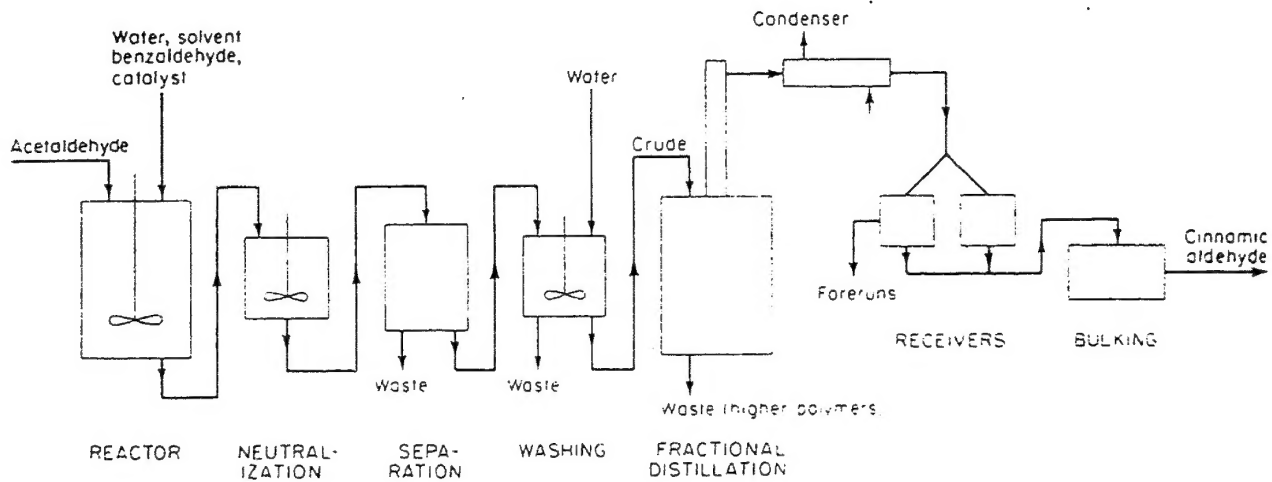 Condenser
Water, solvent
benzaldehyde,
catalyst
Water
Acetaldehyde
Crude
Cinnamic
aldehyde
Foreruns
RECEIVERS
BULKING
Waste
Waste
Waste (higher polymers
REACTOR
NEUTRAL-
IZATION
SEPA-
RATION
WASHING
FRACTIONAL
DISTILLATION